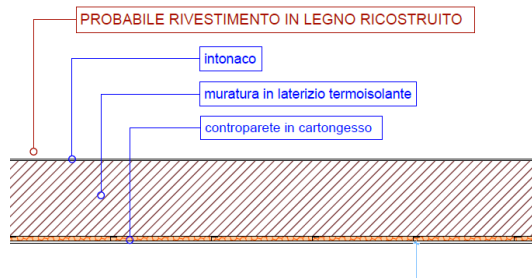 PROBABILE RIVESTIMENTO IN LEGNO RICOSTRUITO
intonaco
muratura in laterizio termoisolante
controparete in cartongesso